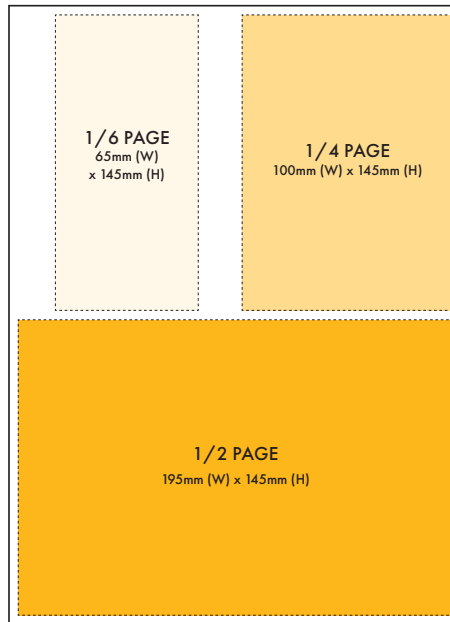 1/6 PAGE
65mm (W)
x 145mm (H)
1/4 PAGE
100mm (W) x 145mm (H)
1/2 PAGE
195mm (W) x 145mm (H)